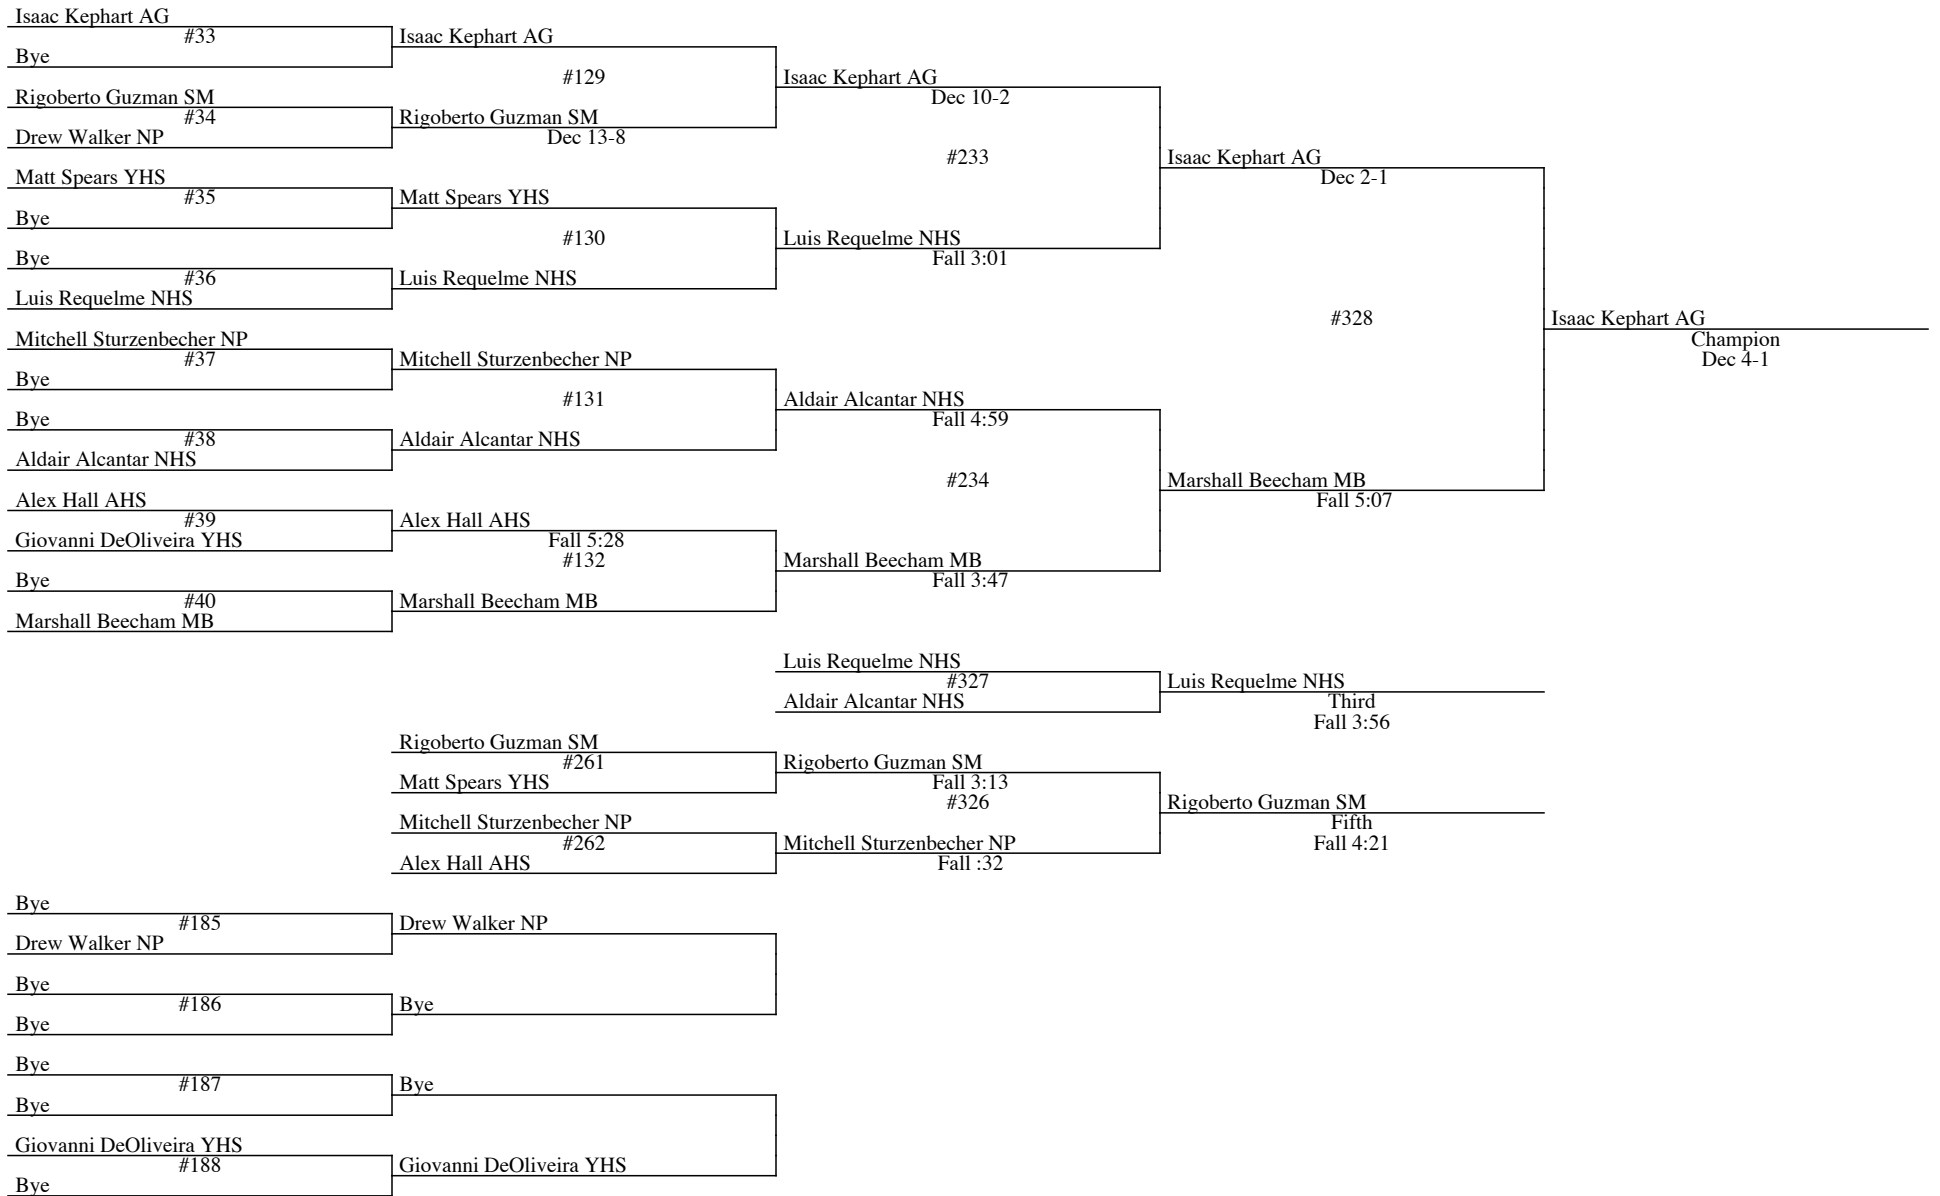 Isaac Kephart AG
#33
Bye
Isaac Kephart AG
#129
Rigoberto Guzman SM
#34
Drew Walker NP
Rigoberto Guzman SM
Dec 13-8
Isaac Kephart AG
Dec 10-2
#233
Matt Spears YHS
#35
Bye
Matt Spears YHS
#130
Bye
#36
Luis Requelme NHS
Luis Requelme NHS
Luis Requelme NHS
Fall 3:01
Isaac Kephart AG
Dec 2-1
#328
Mitchell Sturzenbecher NP
#37
Bye
Mitchell Sturzenbecher NP
#131
Bye
#38
Aldair Alcantar NHS
Aldair Alcantar NHS
Aldair Alcantar NHS
Fall 4:59
#234
Alex Hall AHS
#39
Giovanni DeOliveira YHS
Alex Hall AHS
Fall 5:28
#132
Bye
#40
Marshall Beecham MB
Marshall Beecham MB
Marshall Beecham MB
Fall 3:47
Marshall Beecham MB
Fall 5:07
Isaac Kephart AG
Champion
Dec 4-1
Luis Requelme NHS
#327
Aldair Alcantar NHS
Luis Requelme NHS
Third
Fall 3:56
Rigoberto Guzman SM
#261
Matt Spears YHS
Rigoberto Guzman SM
Fall 3:13
#326
Mitchell Sturzenbecher NP
#262
Alex Hall AHS
Mitchell Sturzenbecher NP
Fall :32
Rigoberto Guzman SM
Fifth
Fall 4:21
Bye
#185
Drew Walker NP
Drew Walker NP
Bye
#186
Bye
Bye
Bye
#187
Bye
Bye
Giovanni DeOliveira YHS
#188
Bye
Giovanni DeOliveira YHS